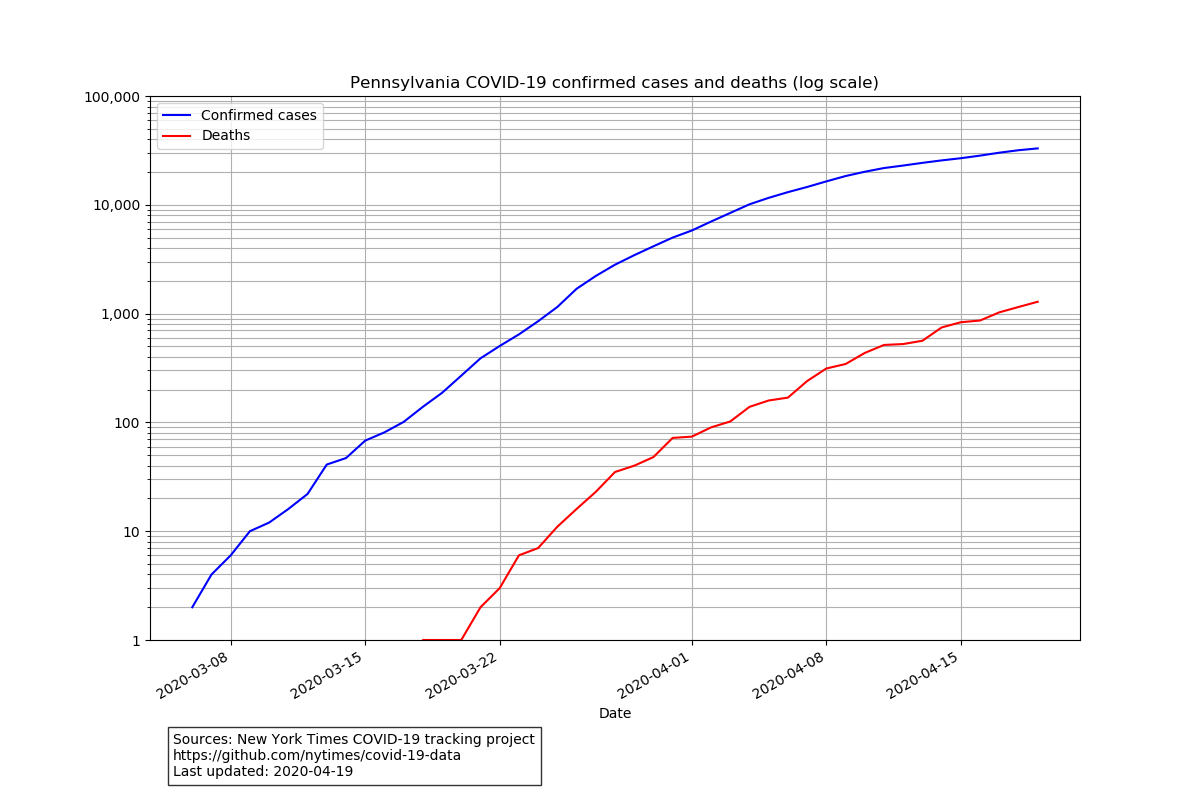 Pennsylvania COVID-19 confirmed cases and deaths (log scale)
100,000
10,000
1,000
100
10
1
Confirmed cases
Deaths
2020-03-08
2020-03-15
2020-03-22
2020-04-01
2020-04-08
2020-04-15
Date
Sources: New York Times COVID-19 tracking project
https://github.com/nytimes/covid-19-data
Last updated: 2020-04-19